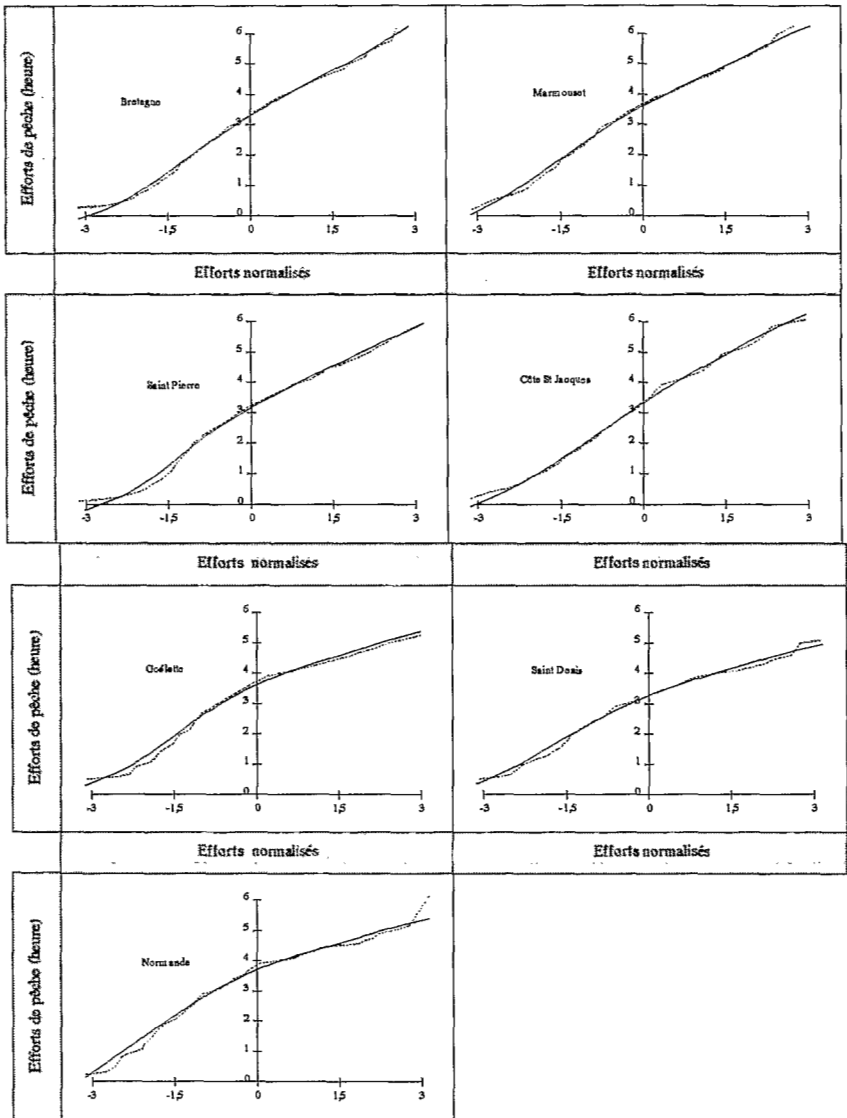 Efforts de pêche (heure)
Bretagne
6
5
4
3
2
1
0
-3 -1,5 0 1,5 3
Marmouset
6
5
4
3
2
1
0
-3 -1,5 0 1,5 3
Efforts normalisés
Efforts normalisés
Efforts de pêche (heure)
Saint Pierre
6
5
4
3
2
1
0
-3 -1,5 0 1,5 3
Côte St Jacques
6
5
4
3
2
1
0
-3 -1,5 0 1,5 3
Efforts normalisés
Efforts normalisés
Efforts de pêche (heure)
Goélette
6
5
4
3
2
1
0
-3 -1,5 0 1,5 3
Saint Denis
6
5
4
3
2
1
0
-3 -1,5 0 1,5 3
Efforts normalisés
Efforts normalisés
Efforts de pêche (heure)
Normande
6
5
4
3
2
1
0
-3 -1,5 0 1,5 3